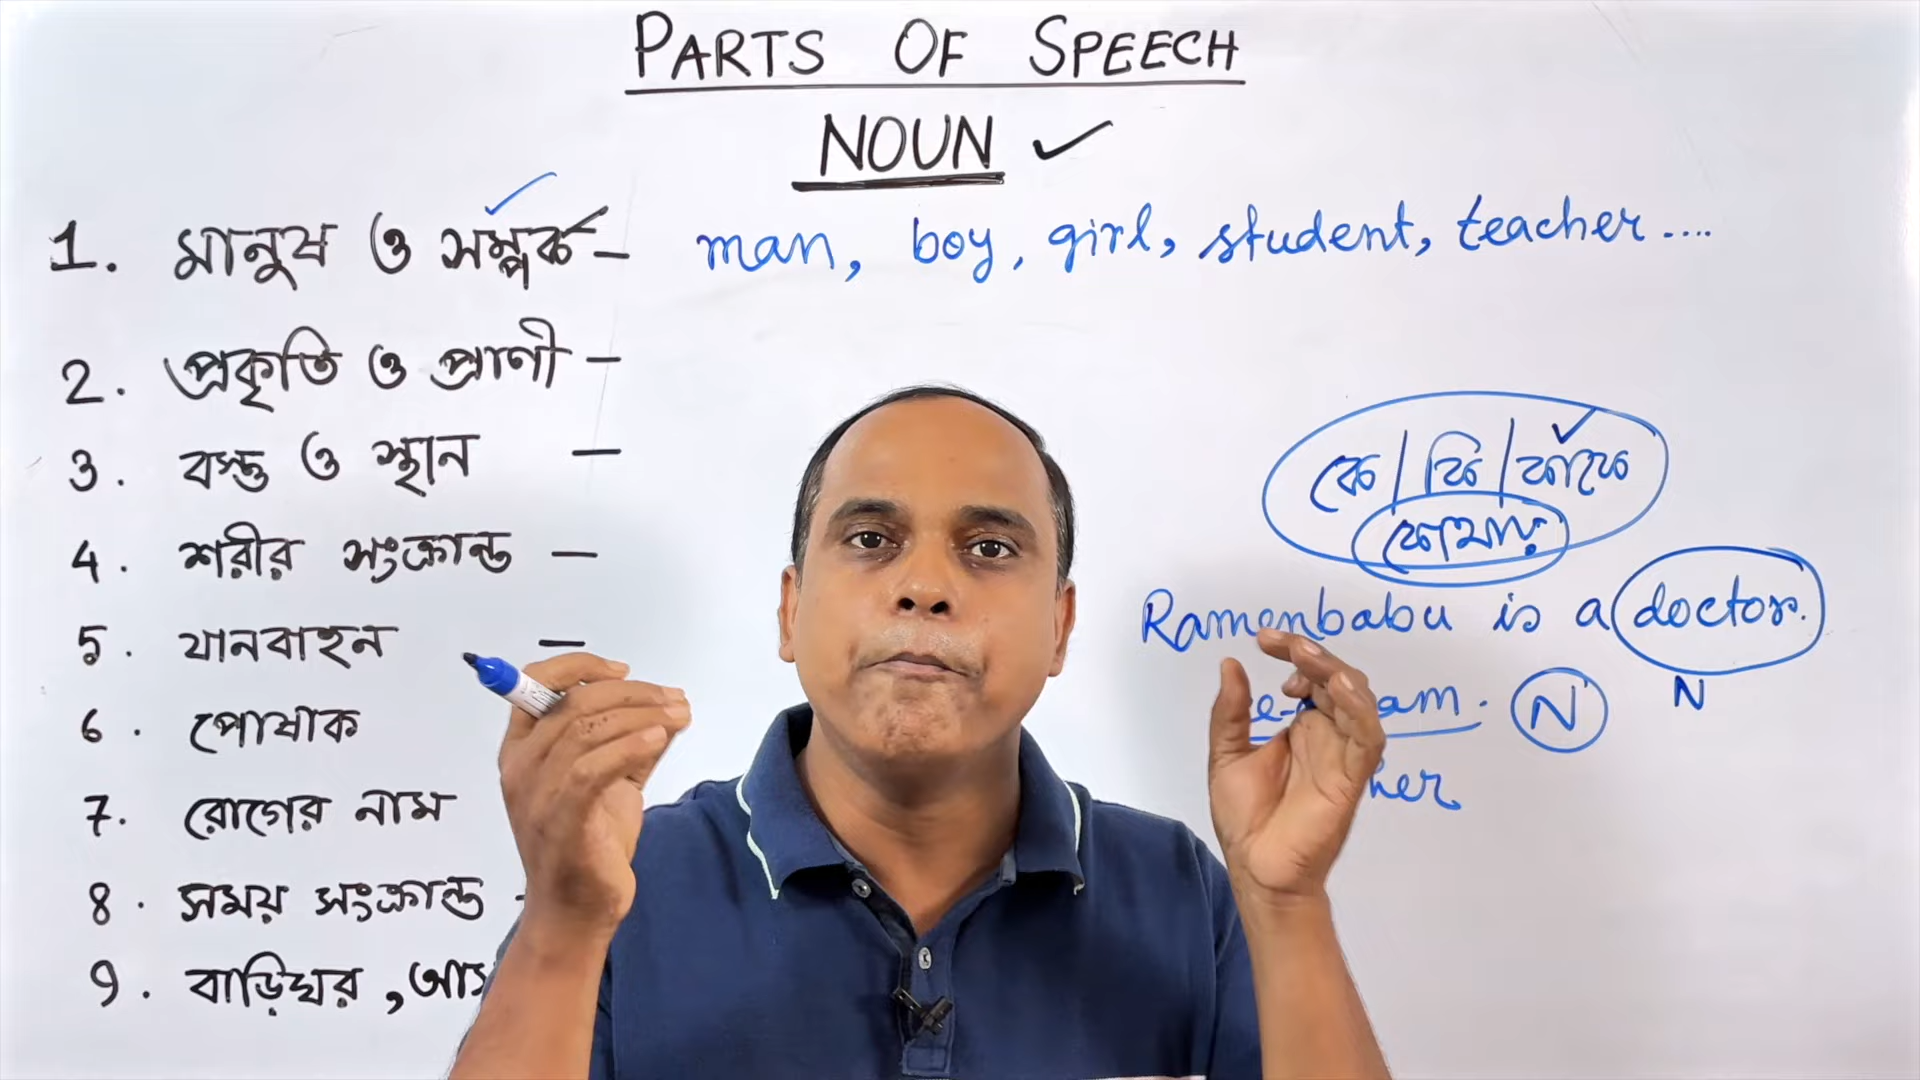 PARTS OF SPEECH
NOUN
1. মানুষ ও সম্পর্ক – man, boy, girl, student, teacher....
2. প্রকৃতি ও প্রাণী –
3. বস্তু ও স্থান –
4. শরীর সংক্রান্ত –
5. যানবাহন –
6. পোষাক
7. রোগের নাম
8. সময় সংক্রান্ত -
9. বাড়িঘর,
কে/কি/কাকে
কোথায়
Ramenbabu is a doctor.
N
N